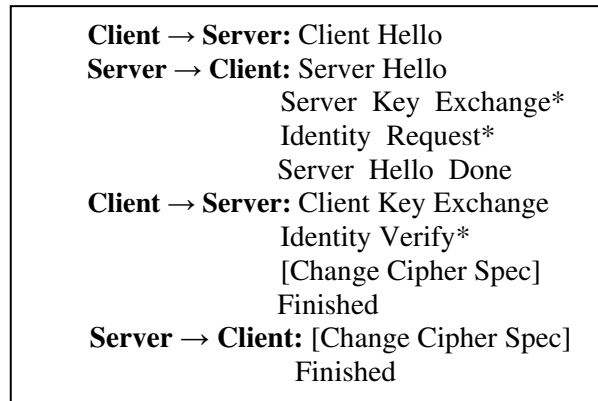 Client → Server: Client Hello
Server → Client: Server Hello
Server Key Exchange*
Identity Request*
Server Hello Done
Client → Server: Client Key Exchange
Identity Verify*
[Change Cipher Spec]
Finished
Server → Client: [Change Cipher Spec]
Finished